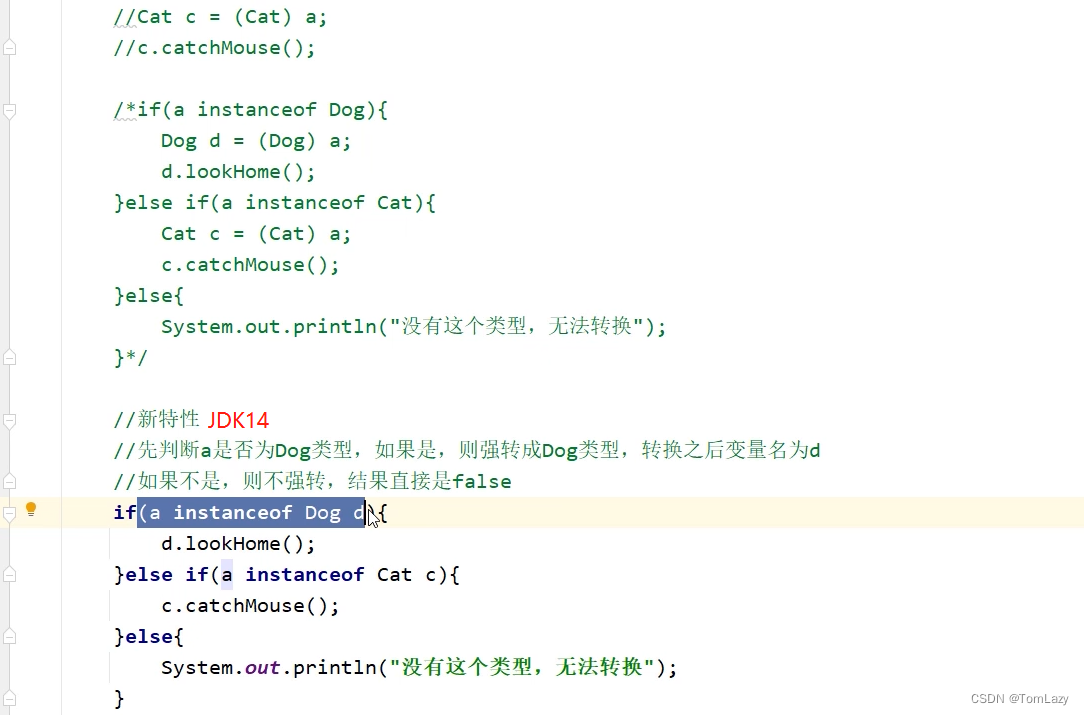 //Cat c = (Cat) a;
//c.catchMouse();
/*if(a instanceof Dog){
Dog d = (Dog) a;
d.lookHome();
}else if(a instanceof Cat){
Cat c = (Cat) a;
c.catchMouse();
}else{
System.out.println("没有这个类型，无法转换");
}*/
//新特性 JDK14
//先判断a是否为Dog类型，如果是，则强转成Dog类型，转换之后变量名为d
//如果不是，则不强转，结果直接是false
if(a instanceof Dog d){
d.lookHome();
}else if(a instanceof Cat c){
c.catchMouse();
}else{
System.out.println("没有这个类型，无法转换");
}
CSDN @TomLazy